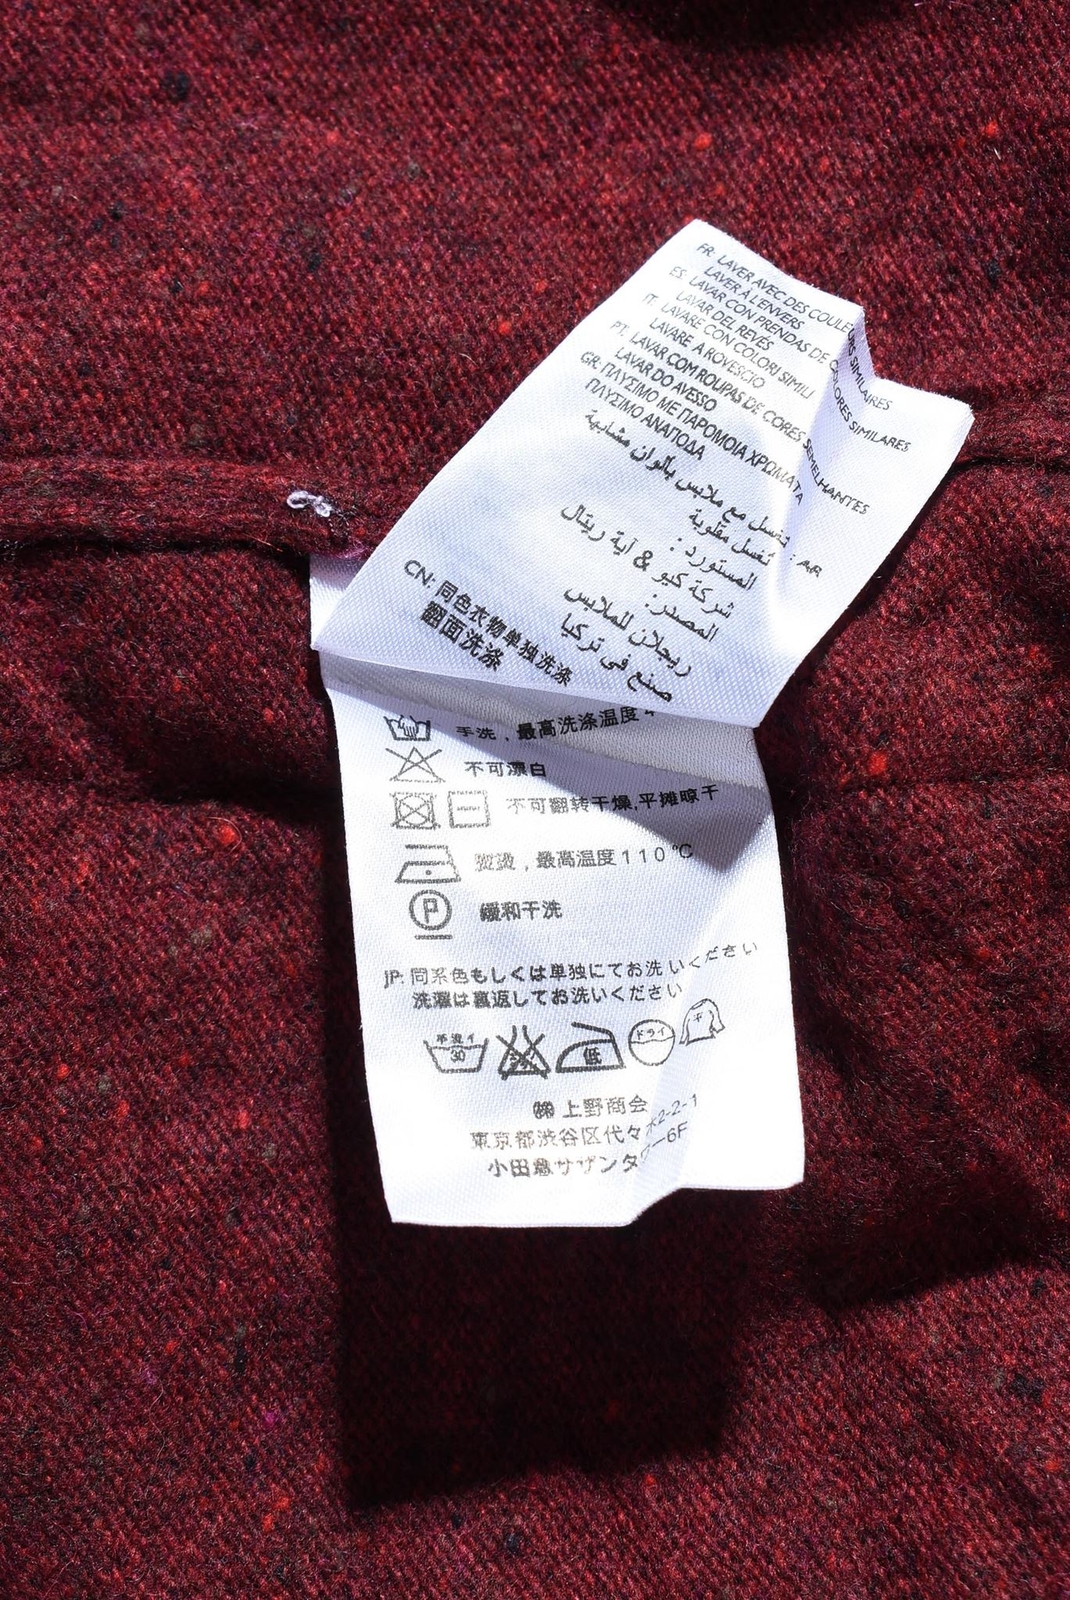 FR: LAVER AVEC DES COULEURS SIMILAIRES
LAVER À L'ENVERS
ES: LAVAR CON PRENDAS DE COLORES SIMILARES
LAVAR DEL REVÉS
IT: LAVARE CON COLORI SIMILI
LAVARE A ROVESCIO
PT: LAVAR COM ROUPAS DE CORES SEMELHANTES
LAVAR DO AVESSO
GR: ΠΛΥΣΙΜΟ ΜΕ ΠΑΡΟΜΟΙΑ ΧΡΩΜΑΤΑ
ΠΛΥΣΙΜΟ ΑΝΑΠΟΔΑ
AR : تغسل مع ملابس بألوان مشابهة
تغسل مقلوبة
المستورد :
شركة كيو & آية ريتال
المصدر:
ريجلان للملابس
صنع في تركيا
CN: 同色衣物单独洗涤
翻面洗涤
手洗，最高洗涤温度4
不可漂白
不可翻转干燥,平摊晾干
熨烫，最高温度110℃
P 缓和干洗
JP: 同系色もしくは単独にてお洗いください
洗濯は裏返してお洗いください
手洗イ 30 低 ドライ 平
㈱ 上野商会
東京都渋谷区代々木2-2-1
小田急サザンタワー6F